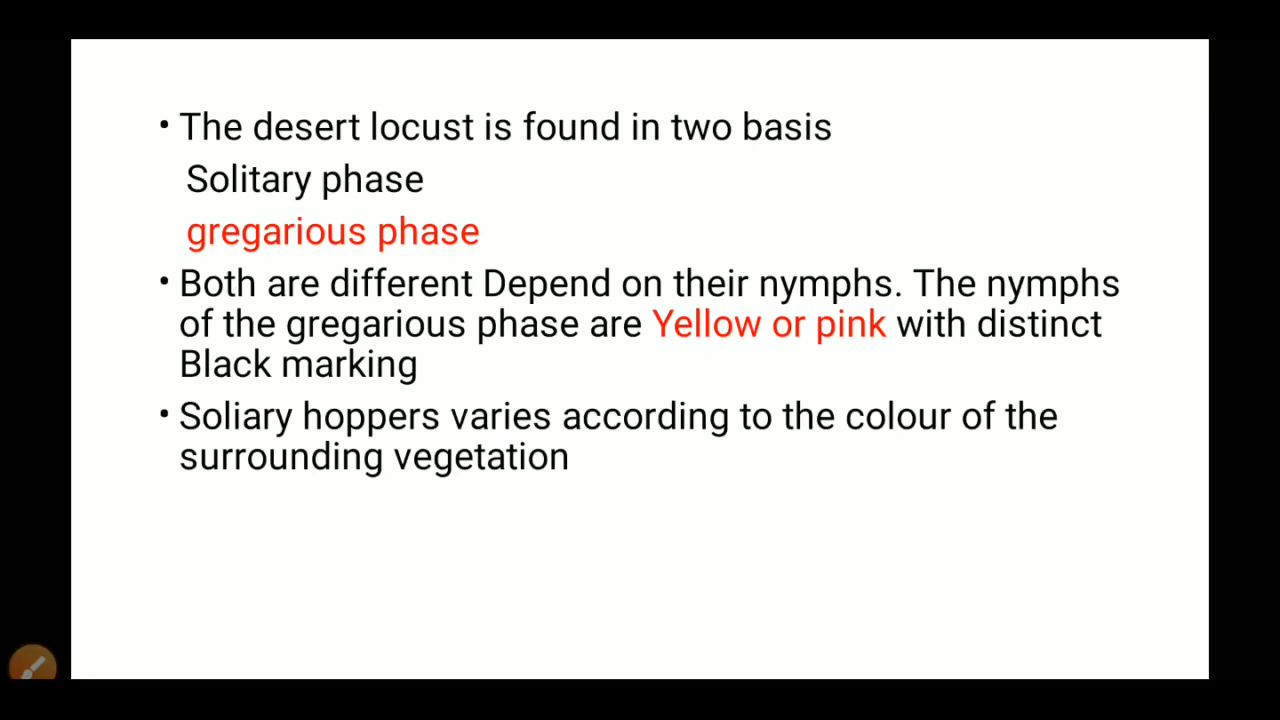 • The desert locust is found in two basis
Solitary phase
gregarious phase
• Both are different Depend on their nymphs. The nymphs
of the gregarious phase are Yellow or pink with distinct
Black marking
• Soliary hoppers varies according to the colour of the
surrounding vegetation